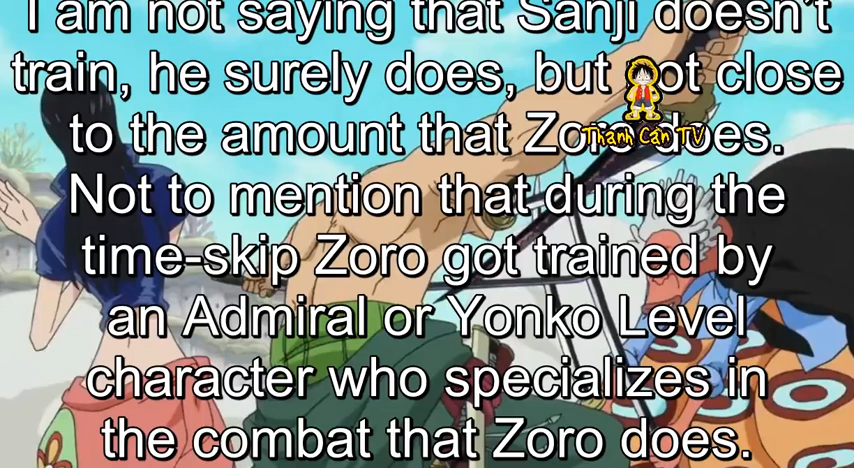 I am not saying that Sanji doesn't
train, he surely does, but not close
to the amount that Zoro does.
Thanh Cán TV
Not to mention that during the
time-skip Zoro got trained by
an Admiral or Yonko Level
character who specializes in
the combat that Zoro does.